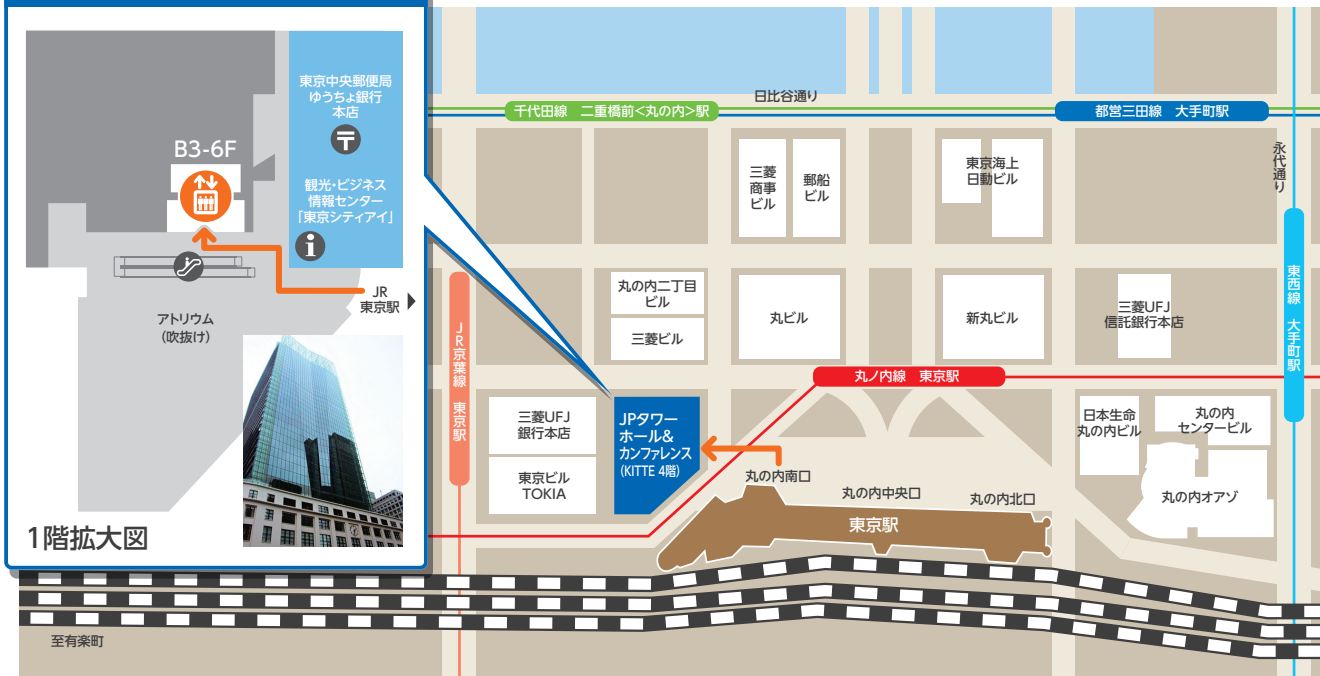 東京中央郵便局
ゆうちょ銀行
本店
B3-6F
観光・ビジネス
情報センター
「東京シティアイ」
JR
東京駅
アトリウム
(吹抜け)
1階拡大図
日比谷通り
千代田線 二重橋前<丸の内>駅
都営三田線 大手町駅
永代通り
三菱
商事
ビル
郵船
ビル
東京海上
日動ビル
東西線 大手町駅
JR京葉線 東京駅
丸の内二丁目
ビル
三菱ビル
丸ビル
新丸ビル
三菱UFJ
信託銀行本店
丸ノ内線 東京駅
三菱UFJ
銀行本店
東京ビル
TOKIA
JPタワー
ホール&
カンファレンス
(KITTE 4階)
日本生命
丸の内ビル
丸の内
センタービル
丸の内オアゾ
丸の内南口
丸の内中央口
丸の内北口
東京駅
至有楽町